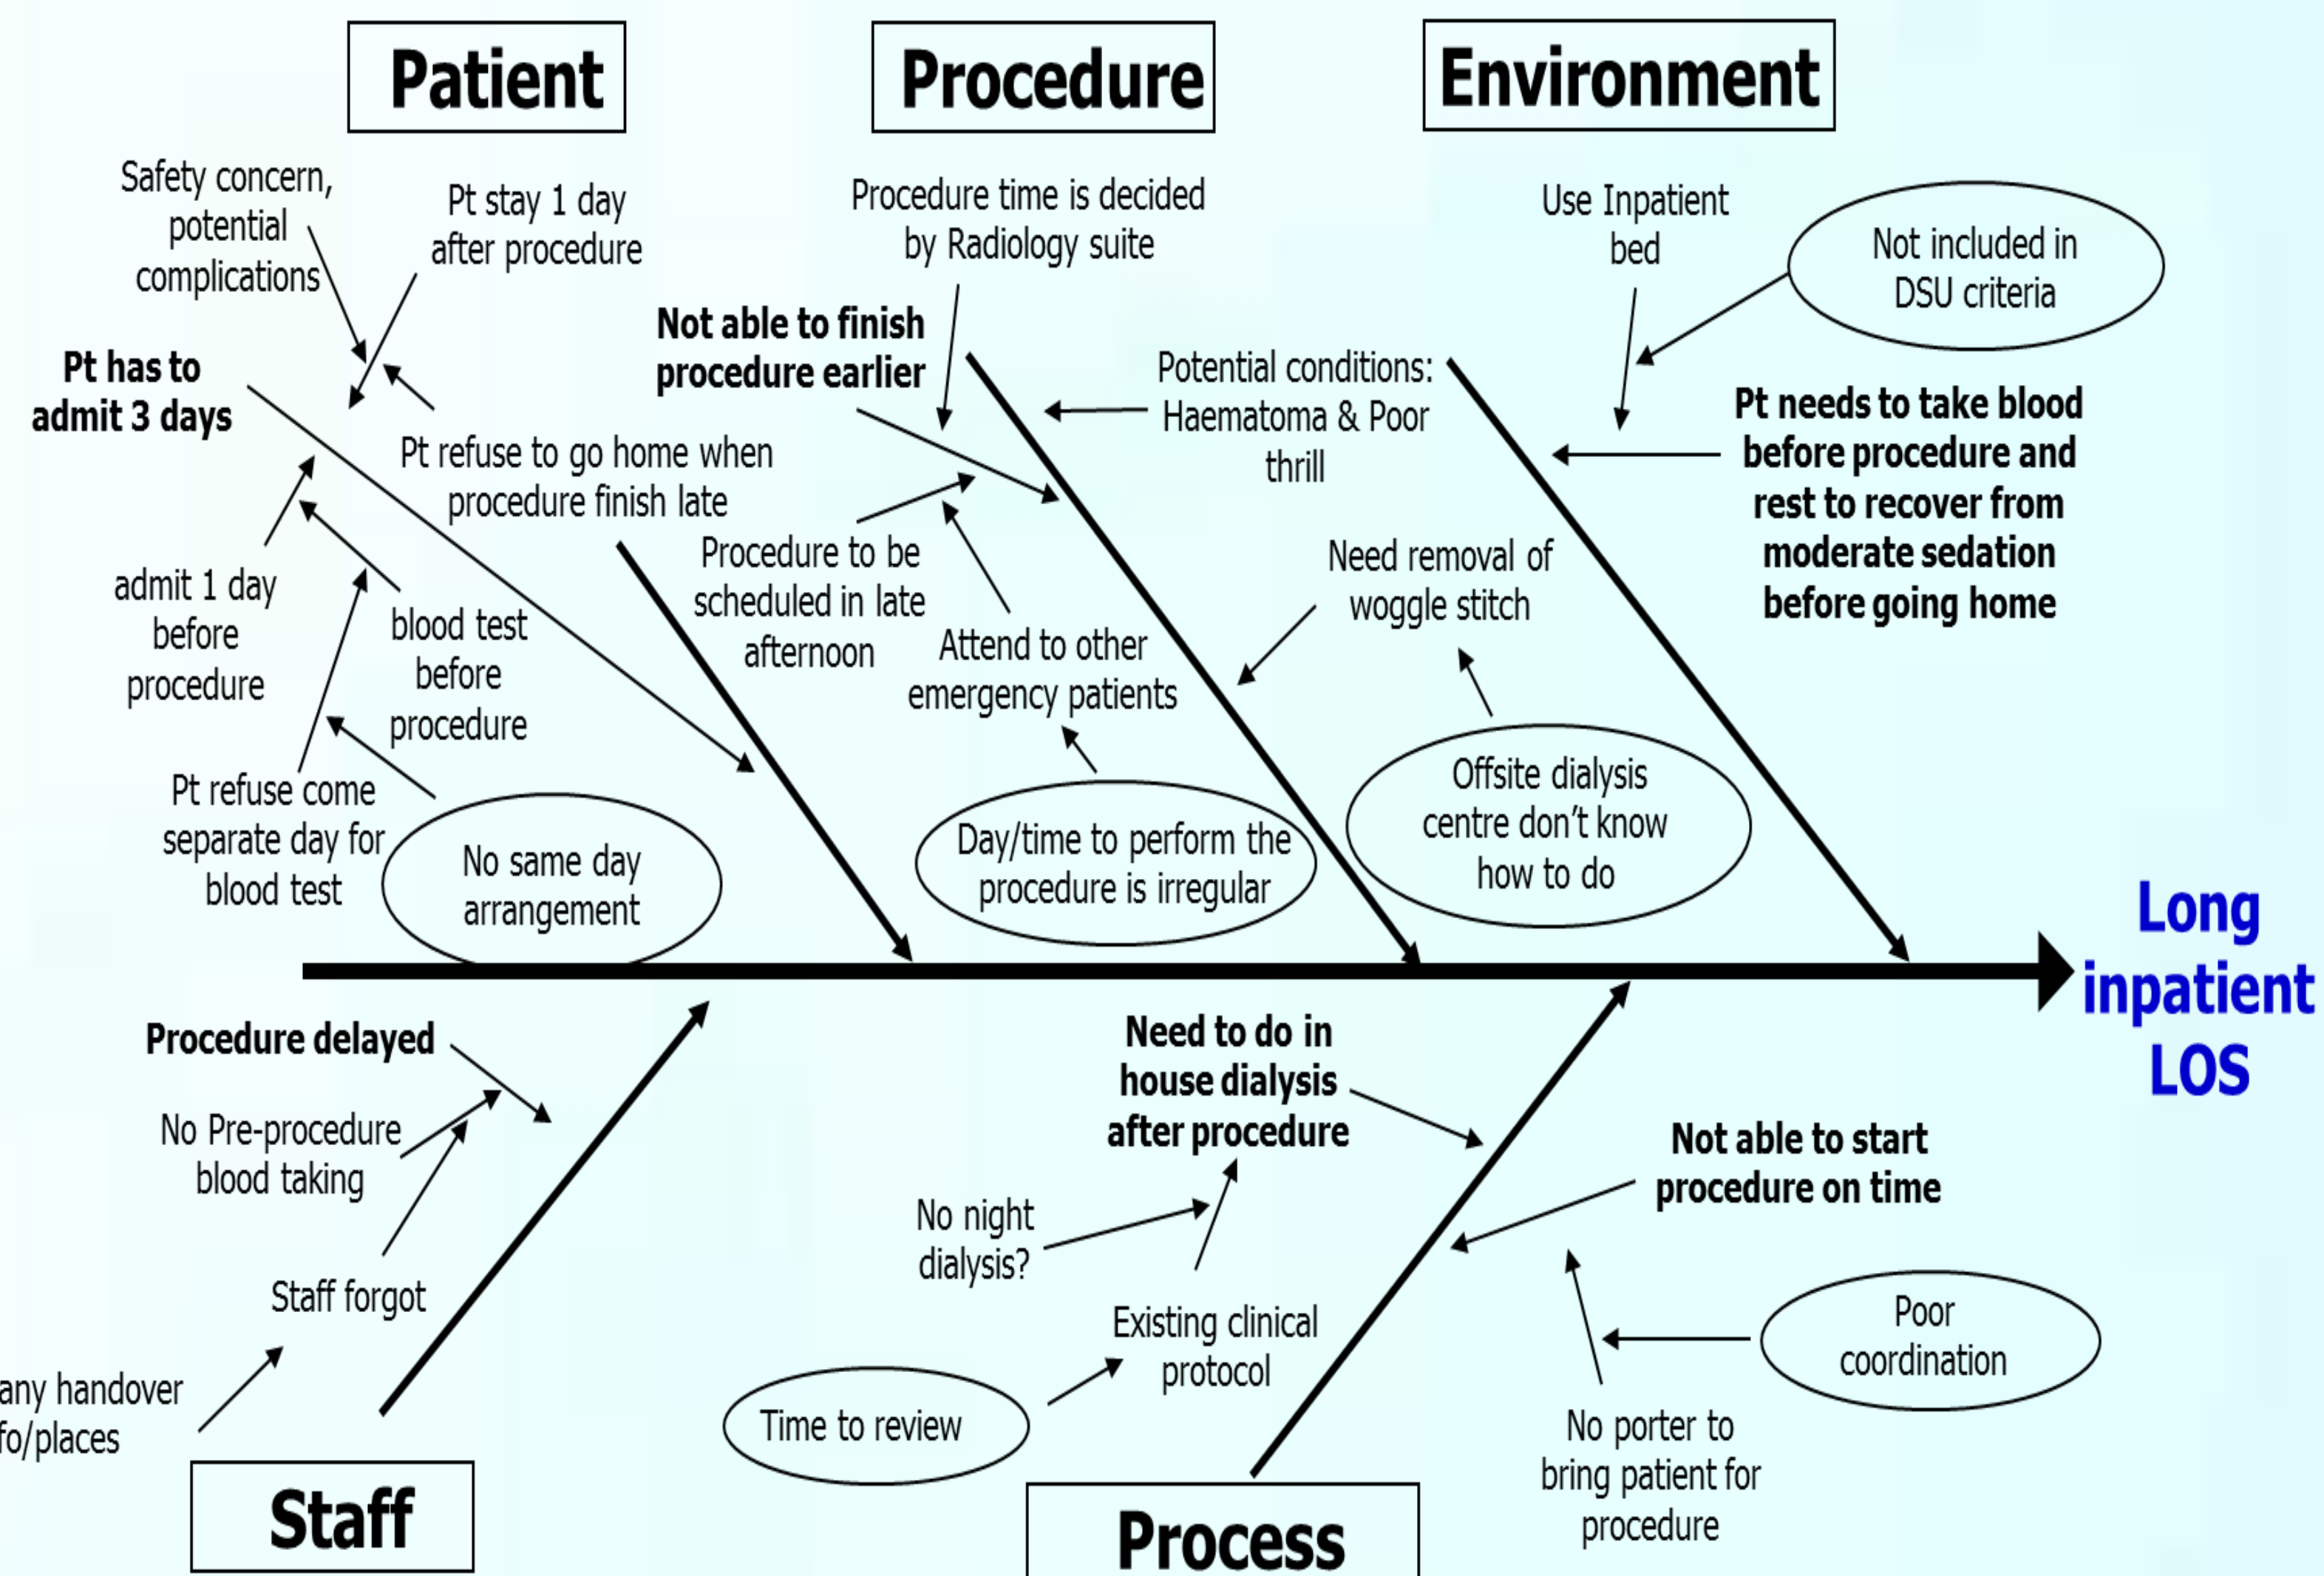 Patient
Procedure
Environment
Safety concern,
potential
complications
Pt stay 1 day
after procedure
Pt has to
admit 3 days
Pt refuse to go home when
procedure finish late
admit 1 day
before
procedure
blood test
before
procedure
Pt refuse come
separate day for
blood test
No same day
arrangement
Procedure time is decided
by Radiology suite
Not able to finish
procedure earlier
Potential conditions:
Haematoma & Poor
thrill
Procedure to be
scheduled in late
afternoon
Attend to other
emergency patients
Day/time to perform the
procedure is irregular
Need removal of
woggle stitch
Offsite dialysis
centre don't know
how to do
Use Inpatient
bed
Not included in
DSU criteria
Pt needs to take blood
before procedure and
rest to recover from
moderate sedation
before going home
Long
inpatient
LOS
Procedure delayed
No Pre-procedure
blood taking
Staff forgot
any handover
fo/places
Staff
Need to do in
house dialysis
after procedure
No night
dialysis?
Existing clinical
protocol
Time to review
Not able to start
procedure on time
Poor
coordination
No porter to
bring patient for
procedure
Process